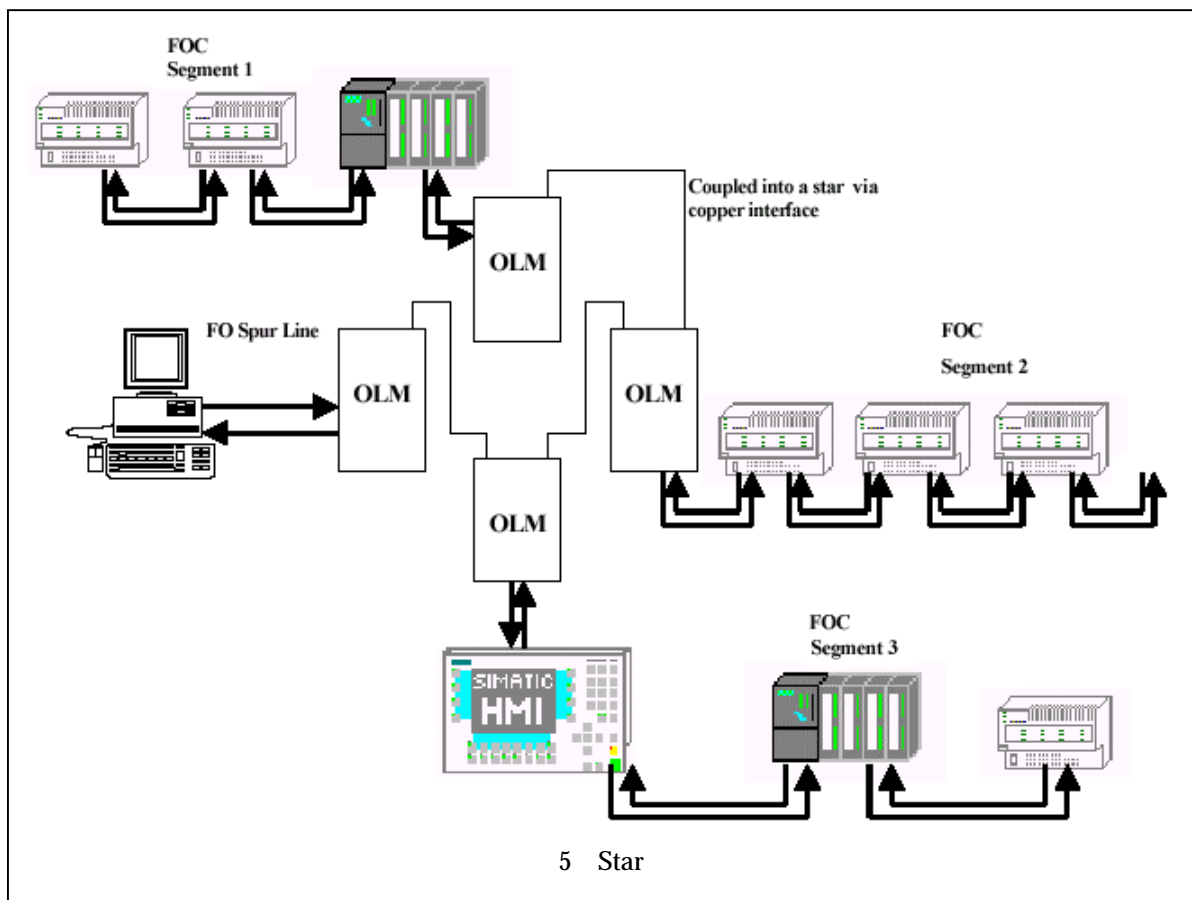 FOC
Segment 1
Coupled into a star via
copper interface
OLM
FO Spur Line
OLM
OLM
FOC
Segment 2
OLM
FOC
Segment 3
SIMATIC
HMI
5 Star